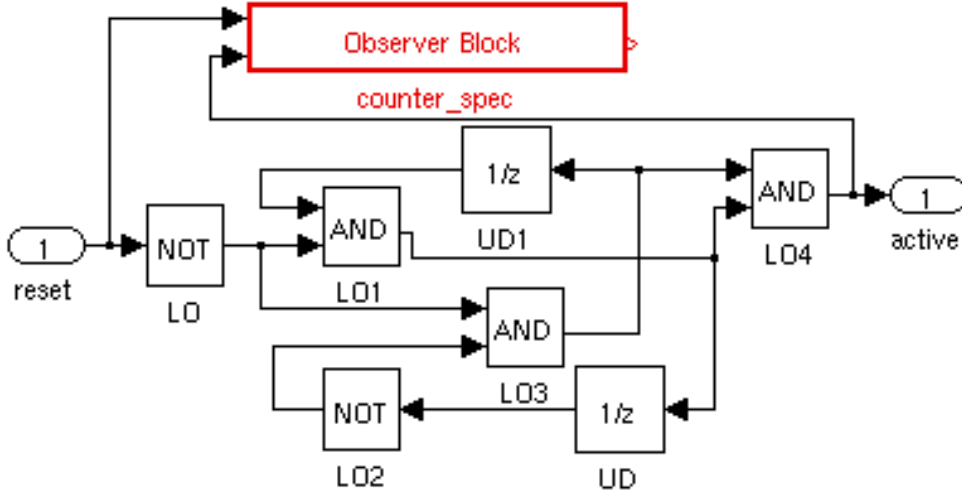 Observer Block
counter_spec
1/z
UD1
AND
LO4
1
active
AND
LO1
1
reset
NOT
LO
AND
LO3
NOT
LO2
1/z
UD